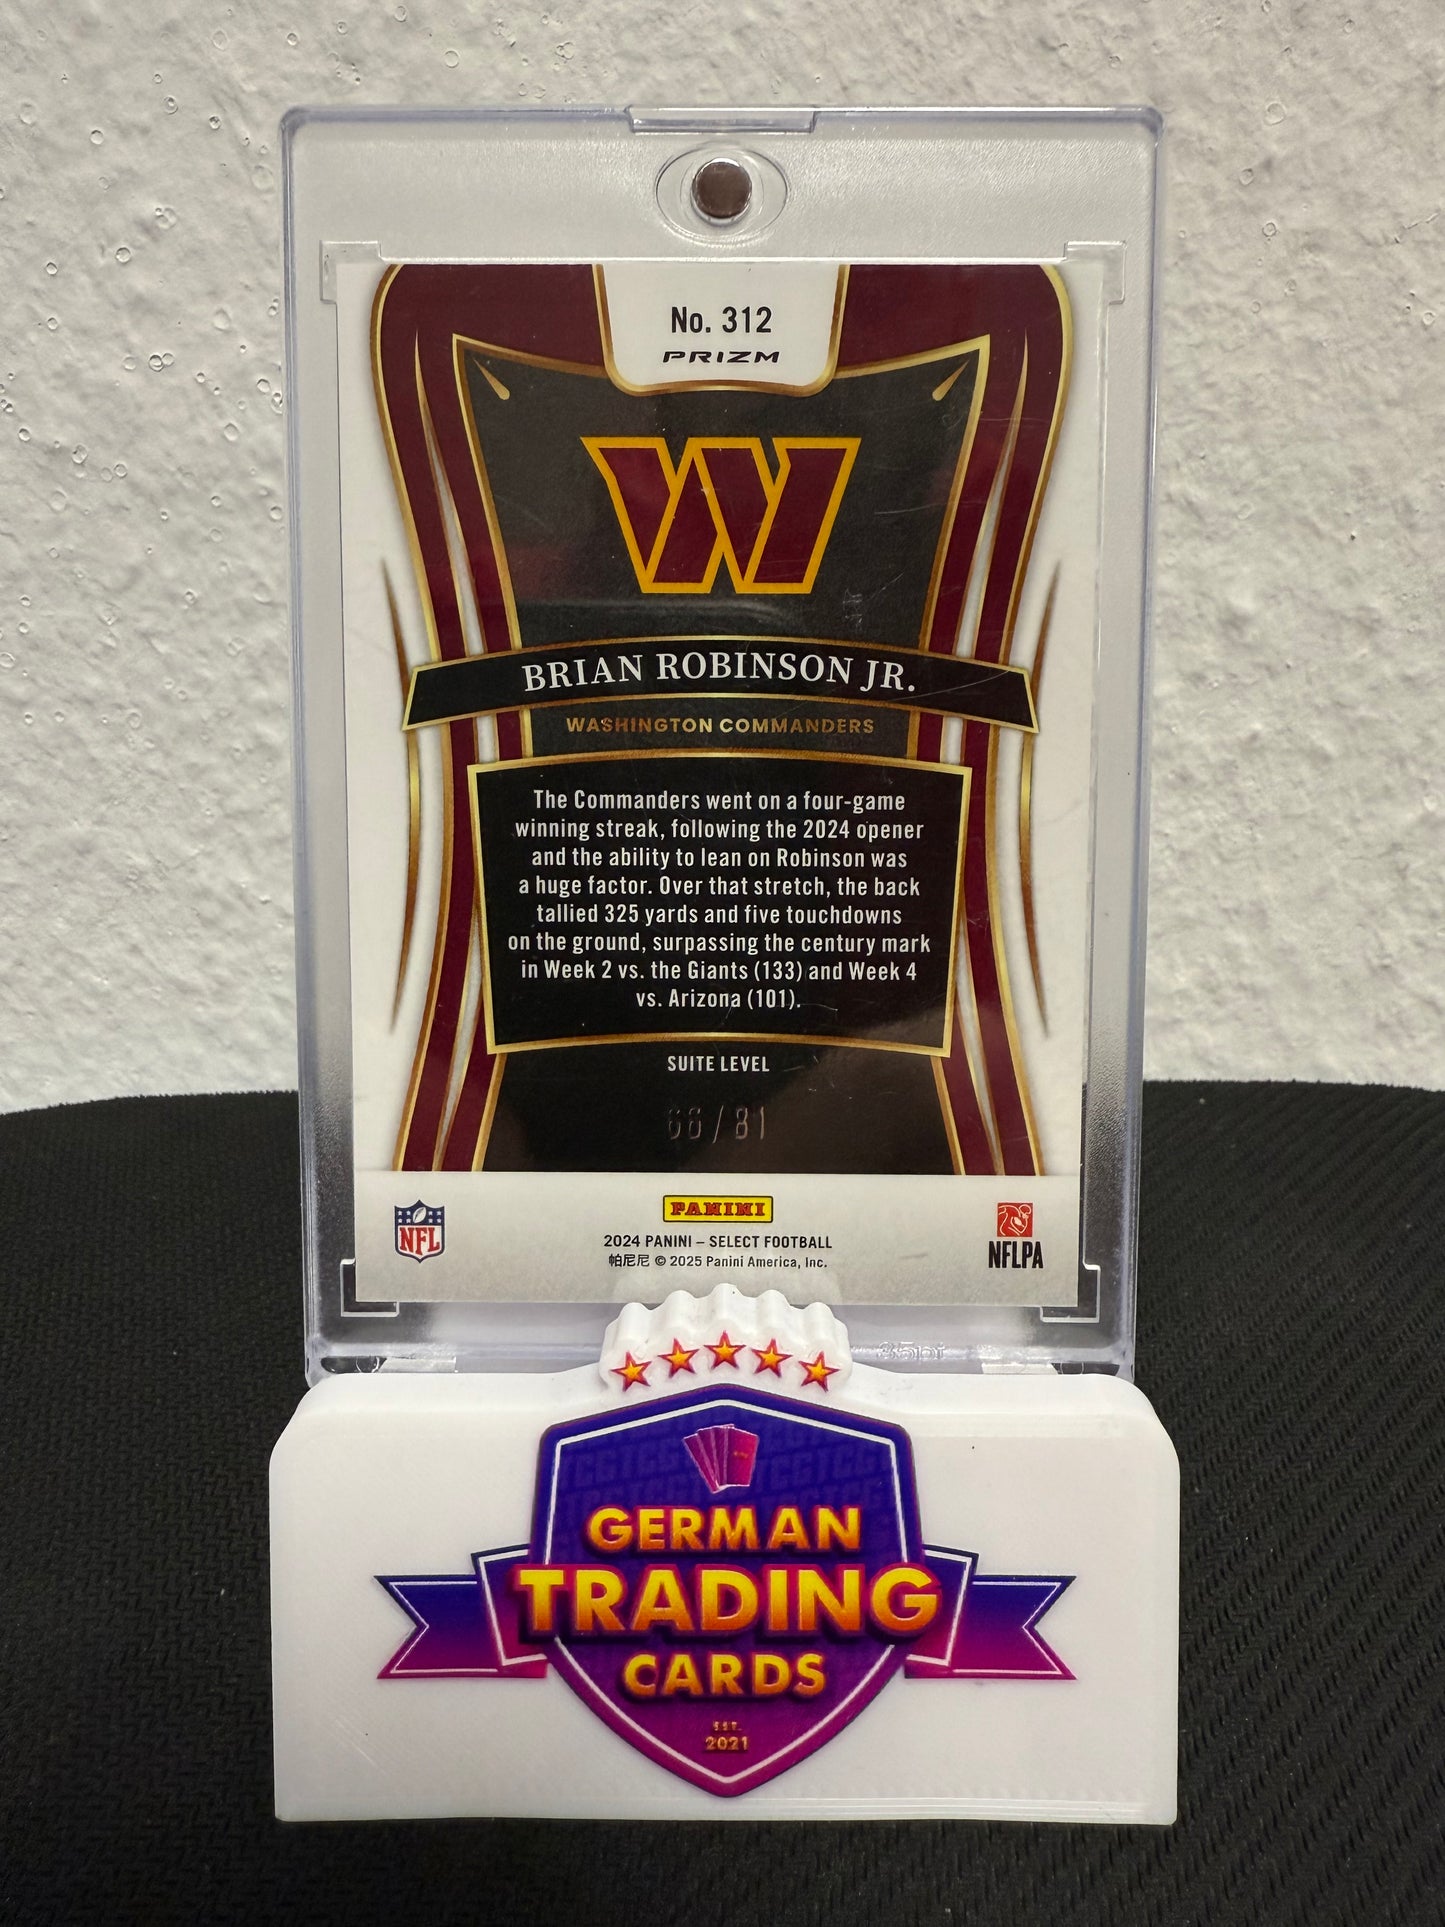 No. 312
PRIZM
W
BRIAN ROBINSON JR.
WASHINGTON COMMANDERS
The Commanders went on a four-game
winning streak, following the 2024 opener
and the ability to lean on Robinson was
a huge factor. Over that stretch, the back
tallied 325 yards and five touchdowns
on the ground, surpassing the century mark
in Week 2 vs. the Giants (133) and Week 4
vs. Arizona (101).
SUITE LEVEL
66/81
NFL
PANINI
2024 PANINI – SELECT FOOTBALL
帕尼尼 © 2025 Panini America, Inc.
NFLPA
35pt
GERMAN
TRADING
CARDS
EST.
2021